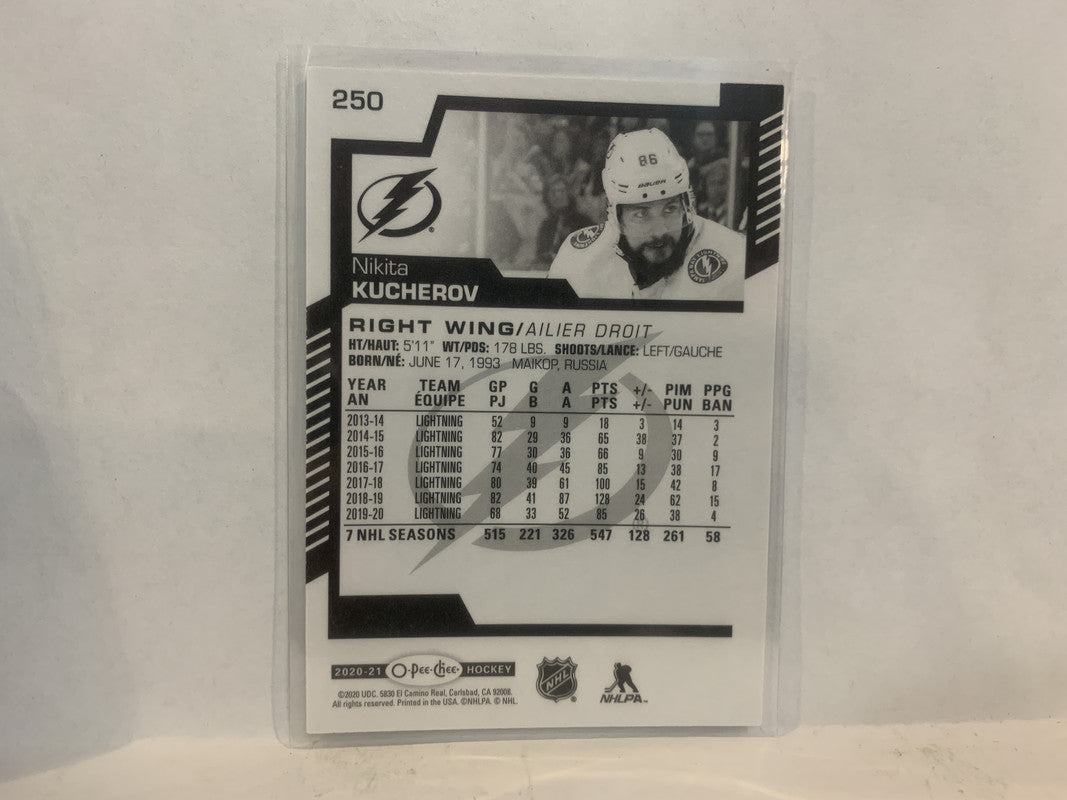 250
86
BAUER
Nikita
KUCHEROV
RIGHT WING/AILIER DROIT
HT/HAUT: 5'11" WT/PDS: 178 LBS. SHOOTS/LANCE: LEFT/GAUCHE
BORN/NÉ: JUNE 17, 1993 MAIKOP, RUSSIA
YEAR TEAM GP G A PTS +/- PIM PPG
AN ÉQUIPE PJ B A PTS +/- PUN BAN
2013-14 LIGHTNING 52 9 9 18 3 14 3
2014-15 LIGHTNING 82 29 36 65 38 37 2
2015-16 LIGHTNING 77 30 36 66 9 30 9
2016-17 LIGHTNING 74 40 45 85 13 38 17
2017-18 LIGHTNING 80 39 61 100 15 42 8
2018-19 LIGHTNING 82 41 87 128 24 62 15
2019-20 LIGHTNING 68 33 52 85 26 38 4
7 NHL SEASONS 515 221 326 547 128 261 58
2020-21 O-Pee-Chee HOCKEY
NHL
NHLPA
©2020 UDC. 5830 El Camino Real, Carlsbad, CA 92008.
All rights reserved. Printed in the USA. ©NHLPA. © NHL.